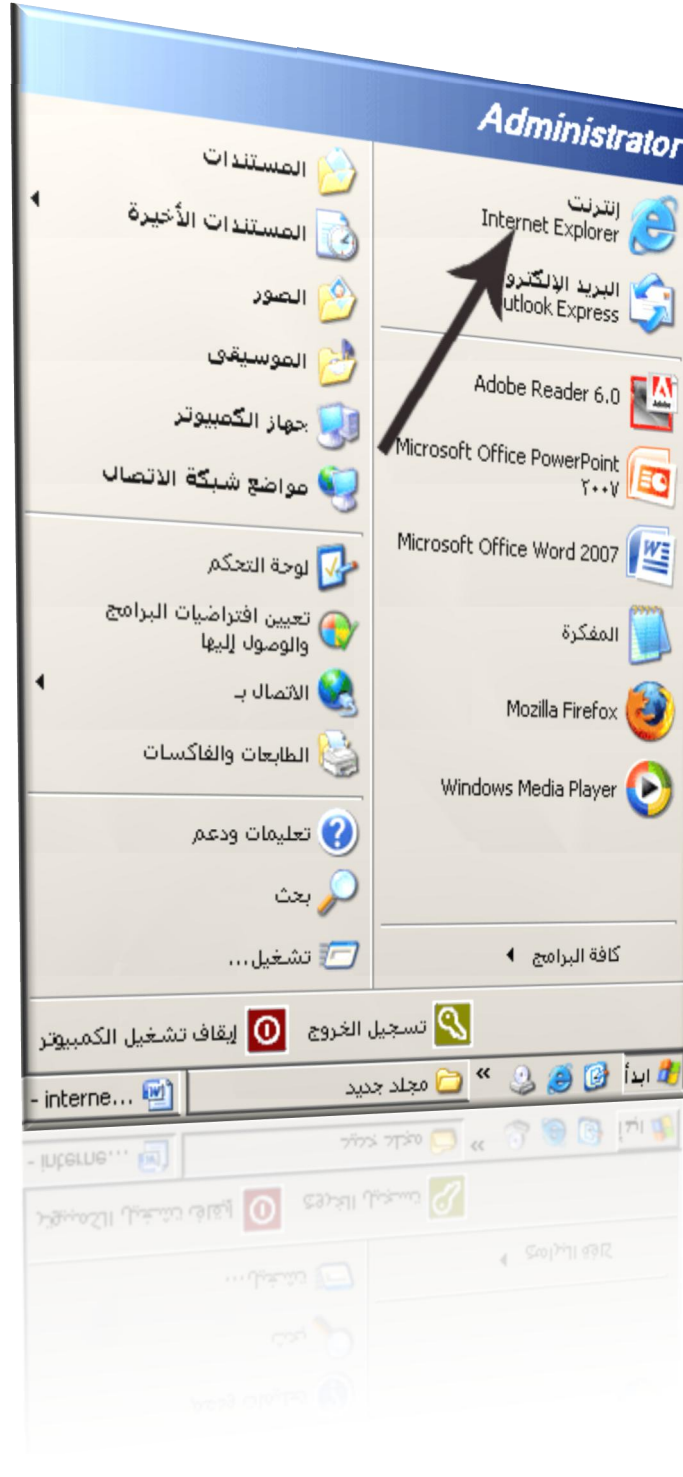 Administrator
إنترنت
Internet Explorer
البريد الإلكترو
utlook Express
Adobe Reader 6.0
Microsoft Office PowerPoint
٢٠٠٧
Microsoft Office Word 2007
المفكرة
Mozilla Firefox
Windows Media Player
كافة البرامج
المستندات
المستندات الأخيرة
الصور
الموسيقى
جهاز الكمبيوتر
مواضع شبكة الاتصال
لوحة التحكم
تعيين افتراضيات البرامج
والوصول إليها
الاتصال بـ
الطابعات والفاكسات
تعليمات ودعم
بحث
تشغيل...
تسجيل الخروج
إيقاف تشغيل الكمبيوتر
ابدأ
»
مجلد جديد
- interne...